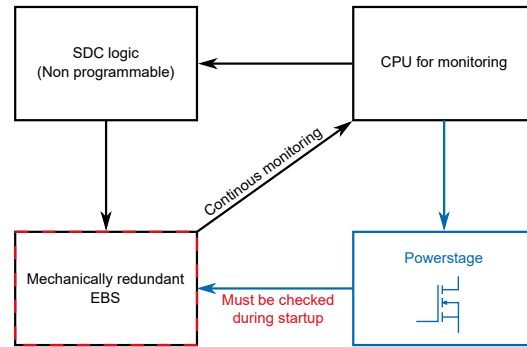 SDC logic
(Non programmable)
CPU for monitoring
Continous monitoring
Mechanically redundant
EBS
Must be checked
during startup
Powerstage